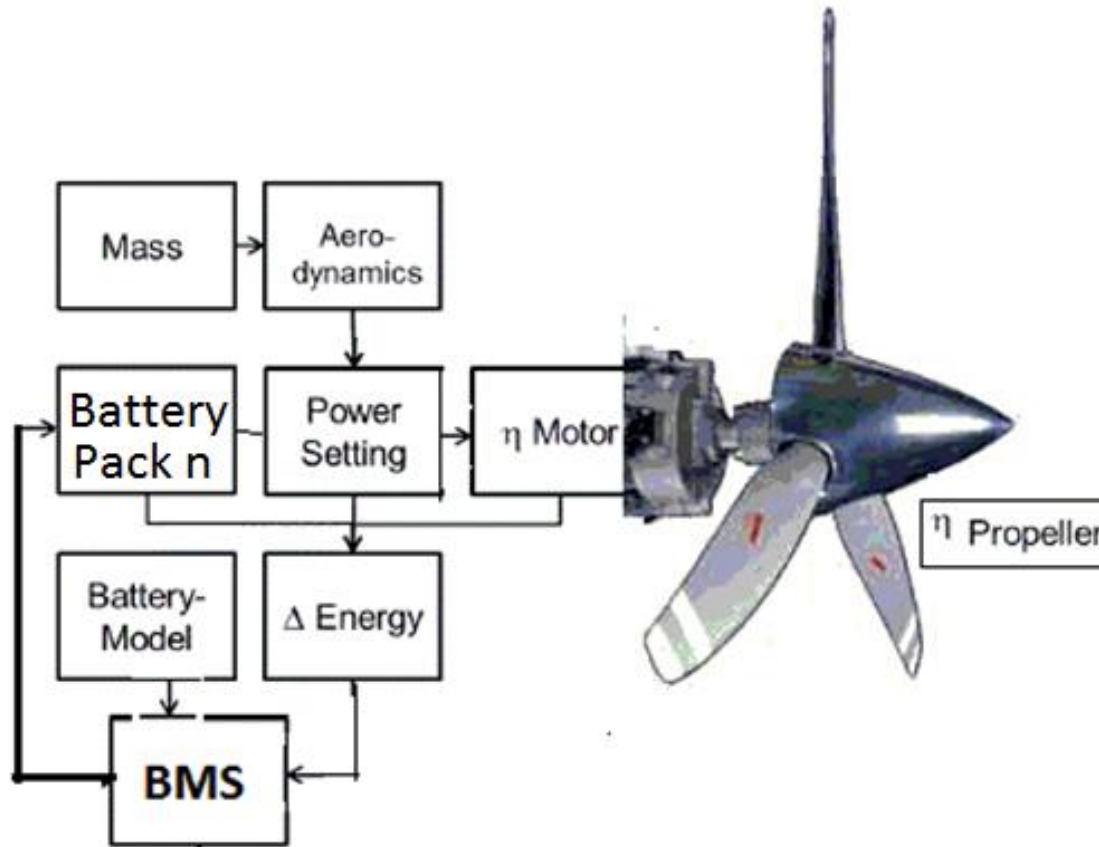 Mass
Aero-
dynamics
Battery
Pack n
Power
Setting
η Motor
η Propeller
Battery-
Model
Δ Energy
BMS